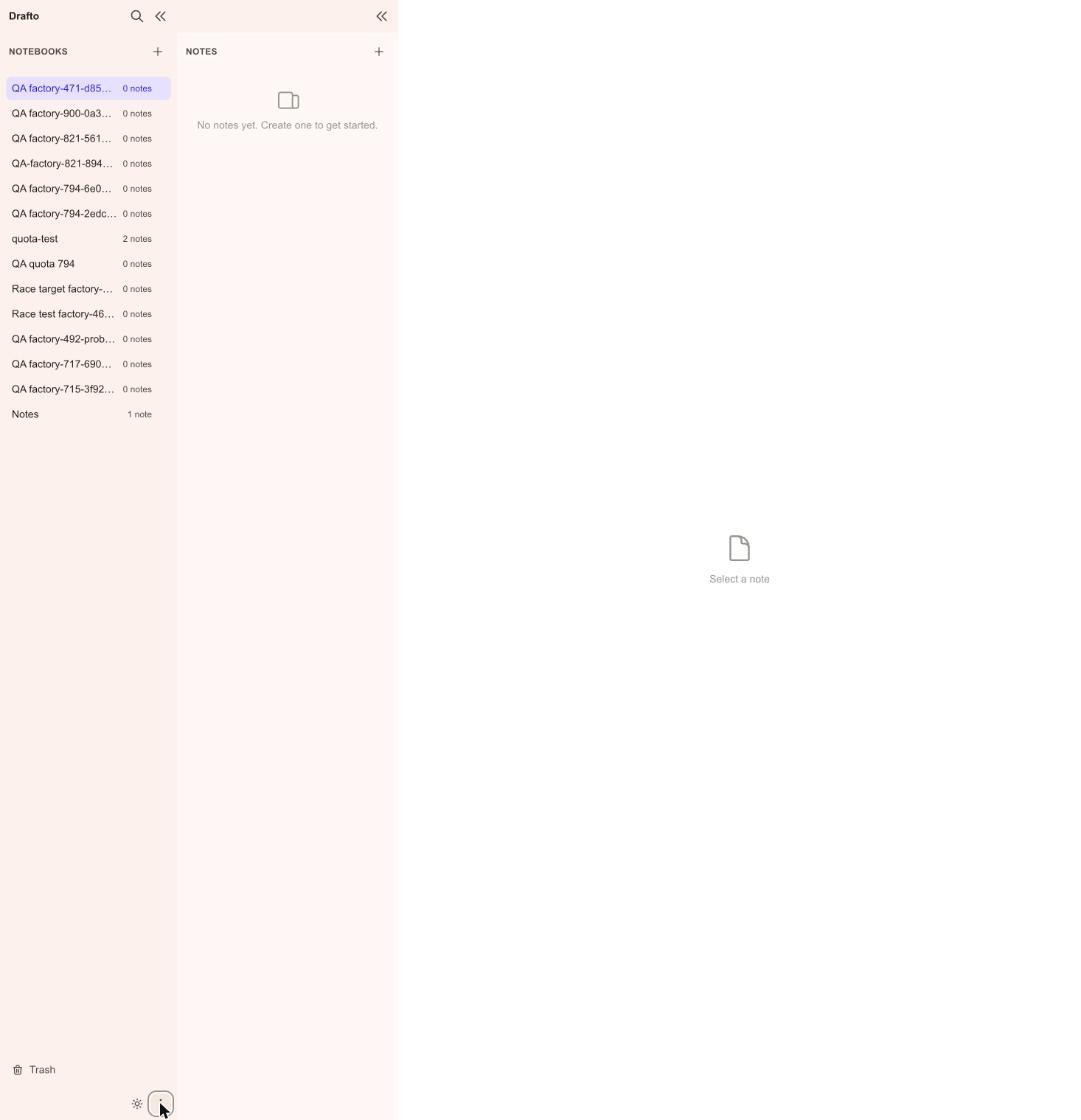 Drafto
NOTEBOOKS
QA factory-471-d85... 0 notes
QA factory-900-0a3... 0 notes
QA factory-821-561... 0 notes
QA-factory-821-894... 0 notes
QA factory-794-6e0... 0 notes
QA factory-794-2edc... 0 notes
quota-test 2 notes
QA quota 794 0 notes
Race target factory-... 0 notes
Race test factory-46... 0 notes
QA factory-492-prob... 0 notes
QA factory-717-690... 0 notes
QA factory-715-3f92... 0 notes
Notes 1 note
Trash
NOTES
No notes yet. Create one to get started.
Select a note